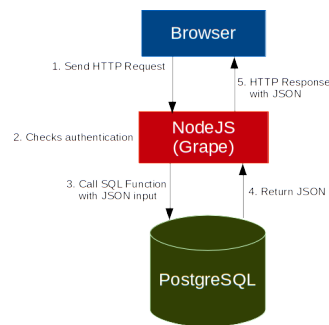 Browser
1. Send HTTP Request
5. HTTP Response
with JSON
NodeJS
(Grape)
2. Checks authentication
3. Call SQL Function
with JSON input
4. Return JSON
PostgreSQL